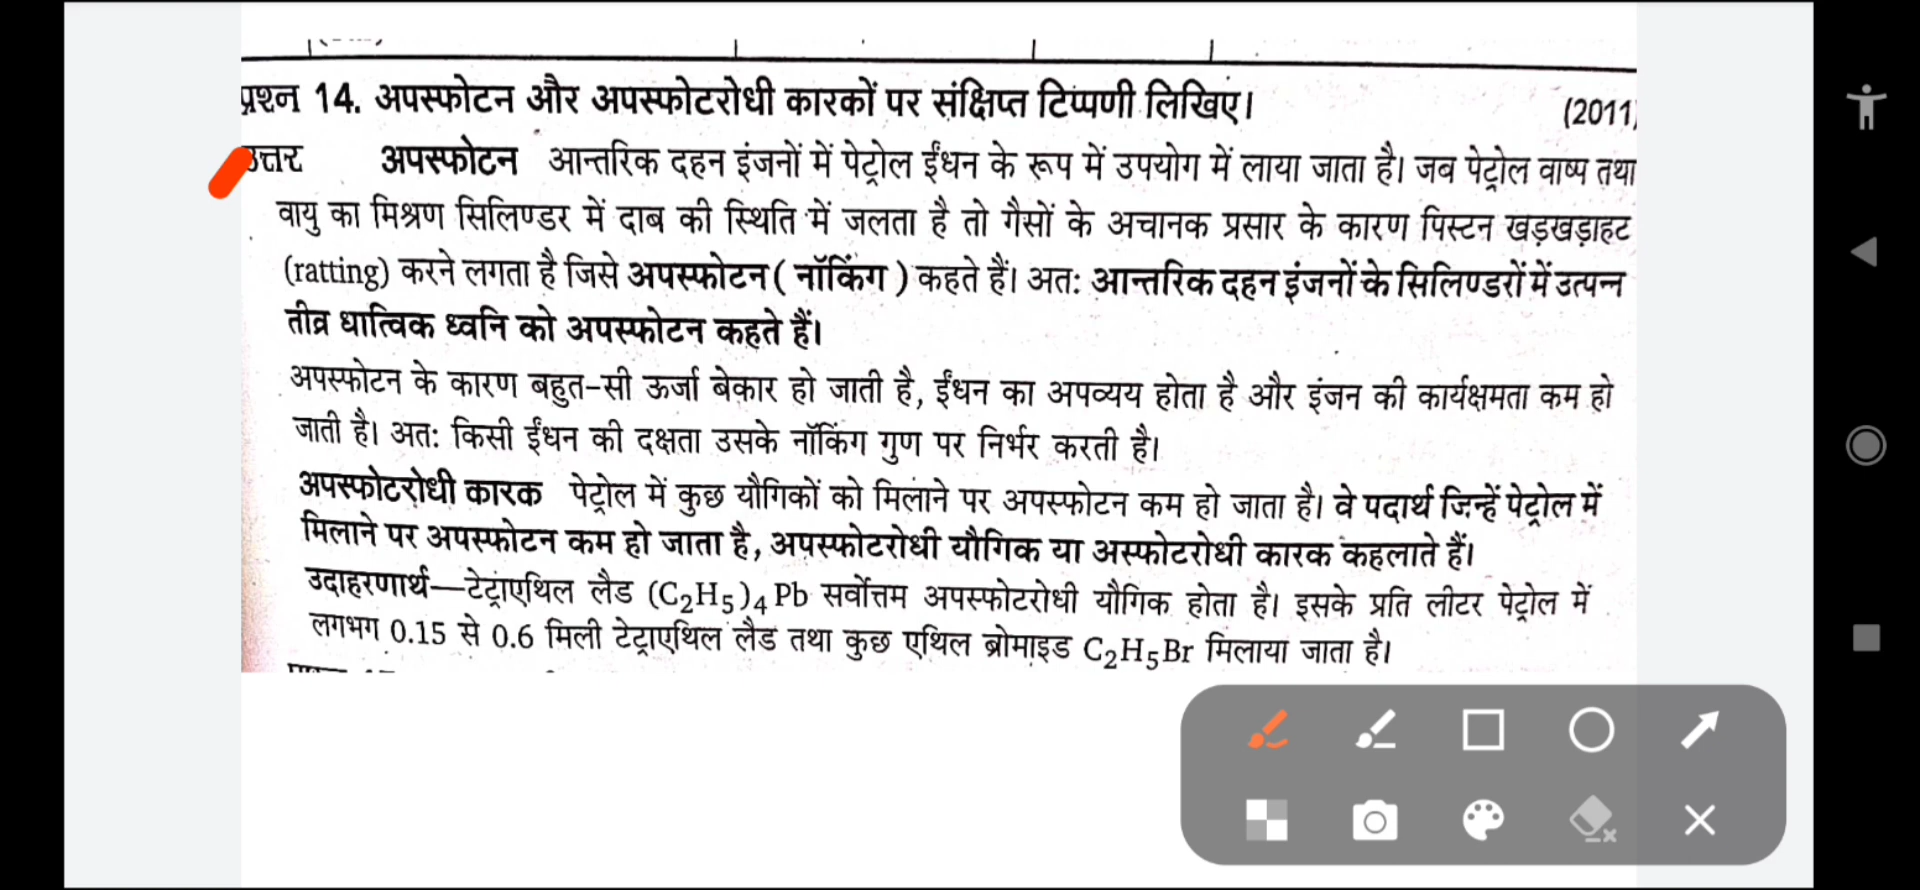 प्रश्न 14. अपस्फोटन और अपस्फोटरोधी कारकों पर संक्षिप्त टिप्पणी लिखिए। (2011)
उत्तर अपस्फोटन आन्तरिक दहन इंजनों में पेट्रोल ईंधन के रूप में उपयोग में लाया जाता है। जब पेट्रोल वाष्प तथा
वायु का मिश्रण सिलिण्डर में दाब की स्थिति में जलता है तो गैसों के अचानक प्रसार के कारण पिस्टन खड़खड़ाहट
(ratting) करने लगता है जिसे अपस्फोटन ( नॉकिंग ) कहते हैं। अतः आन्तरिक दहन इंजनों के सिलिण्डरों में उत्पन्न
तीव्र धात्विक ध्वनि को अपस्फोटन कहते हैं।
अपस्फोटन के कारण बहुत-सी ऊर्जा बेकार हो जाती है, ईंधन का अपव्यय होता है और इंजन की कार्यक्षमता कम हो
जाती है। अतः किसी ईंधन की दक्षता उसके नॉकिंग गुण पर निर्भर करती है।
अपस्फोटरोधी कारक पेट्रोल में कुछ यौगिकों को मिलाने पर अपस्फोटन कम हो जाता है। वे पदार्थ जिन्हें पेट्रोल में
मिलाने पर अपस्फोटन कम हो जाता है, अपस्फोटरोधी यौगिक या अस्फोटरोधी कारक कहलाते हैं।
उदाहरणार्थ—टेट्राएथिल लैड (C₂H₅)₄ Pb सर्वोत्तम अपस्फोटरोधी यौगिक होता है। इसके प्रति लीटर पेट्रोल में
लगभग 0.15 से 0.6 मिली टेट्राएथिल लैड तथा कुछ एथिल ब्रोमाइड C₂H₅Br मिलाया जाता है।